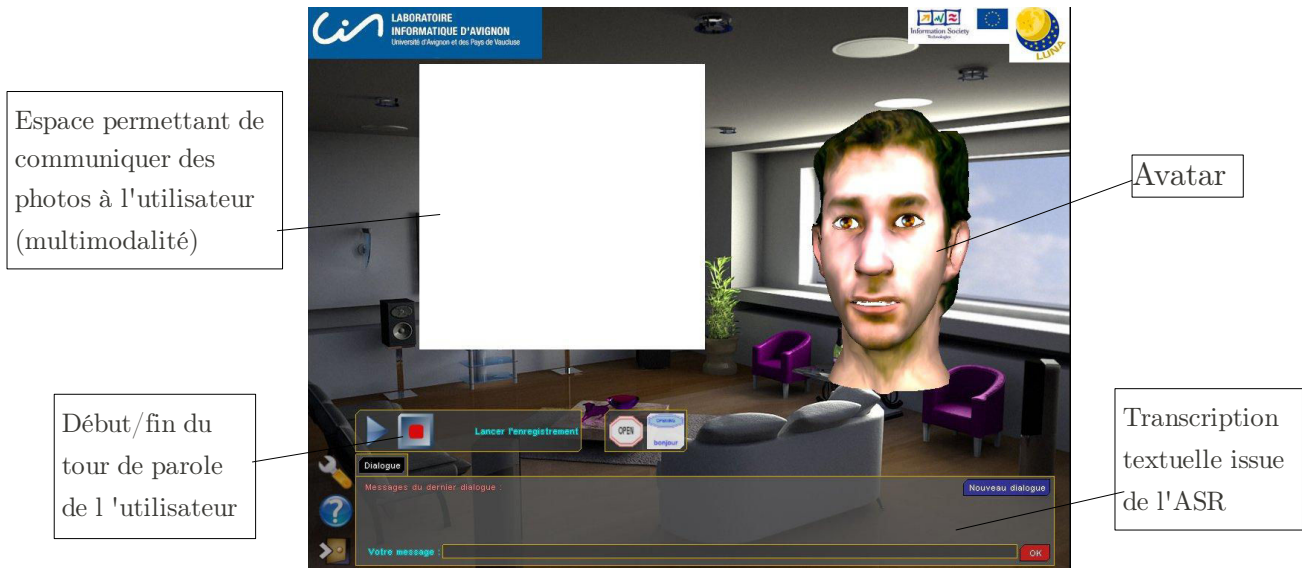 LABORATOIRE
INFORMATIQUE D'AVIGNON
Université d'Avignon et des Pays de Vaucluse
Information Society
Technologies
LUNA
Espace permettant de
communiquer des
photos à l'utilisateur
(multimodalité)
Avatar
Début/fin du
tour de parole
de l 'utilisateur
Transcription
textuelle issue
de l'ASR
Lancer l'enregistrement
OPEN
OPENING
bonjour
Dialogue
Messages du dernier dialogue :
Nouveau dialogue
Votre message :
OK